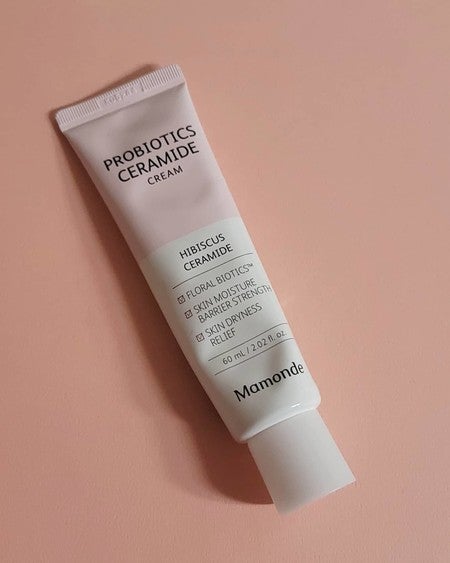 PROBIOTICS
CERAMIDE
CREAM
HIBISCUS
CERAMIDE
FLORAL BIOTICS™
SKIN MOISTURE
BARRIER STRENGTH
SKIN DRYNESS
RELIEF
60 mL / 2.02 fl. oz.
Mamonde